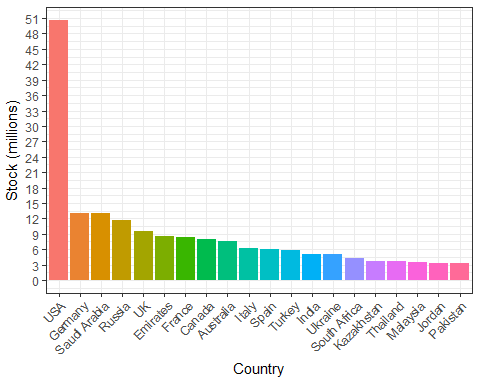 Stock (millions)
51
48
45
42
39
36
33
30
27
24
21
18
15
12
9
6
3
0
USA
Germany
Saudi Arabia
Russia
UK
Emirates
France
Canada
Australia
Italy
Spain
Turkey
India
Ukraine
South Africa
Kazakhstan
Thailand
Malaysia
Jordan
Pakistan
Country